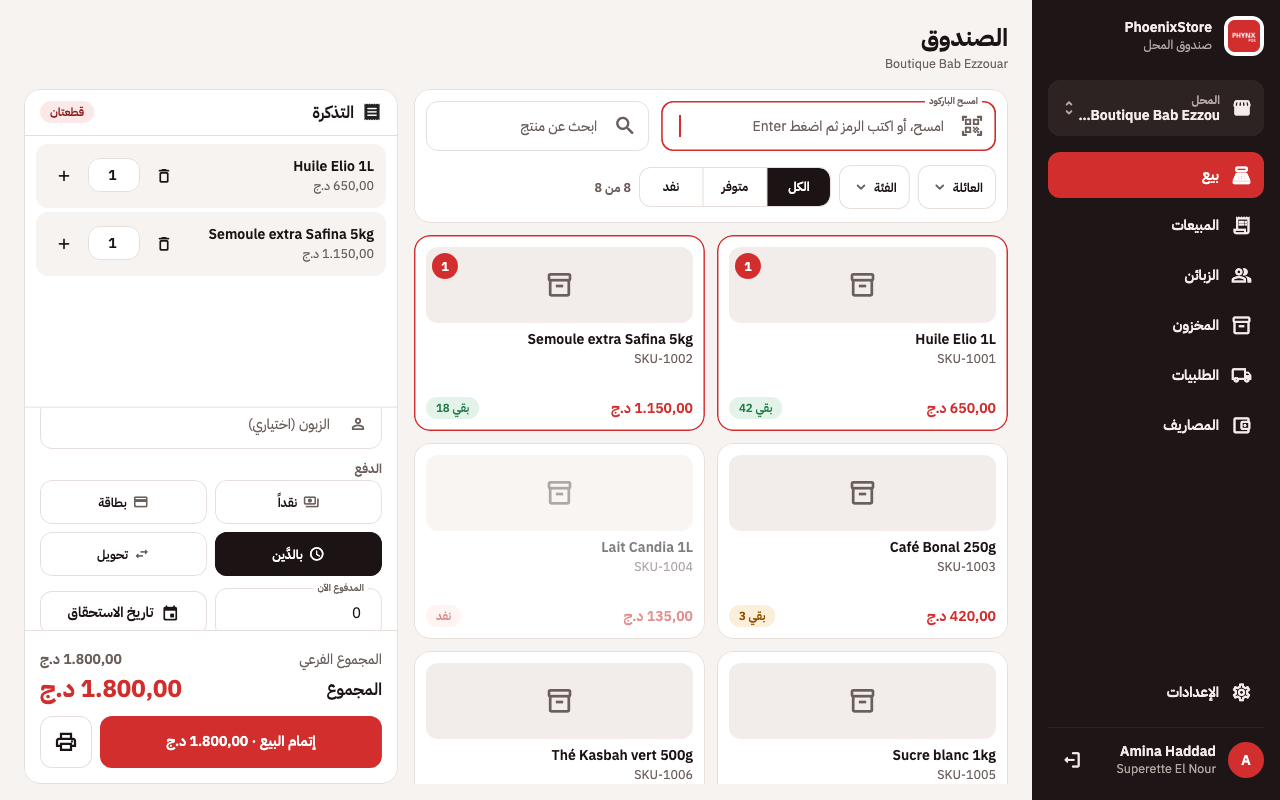 PHYNX
POS
PhoenixStore
صندوق المحل
المحل
Boutique Bab Ezzou...
بيع
المبيعات
الزبائن
المخزون
الطلبيات
المصاريف
الإعدادات
A
Amina Haddad
Superette El Nour
الصندوق
Boutique Bab Ezzouar
امسح الباركود
امسح، أو اكتب الرمز ثم اضغط Enter
ابحث عن منتج
العائلة
الفئة
الكل
متوفر
نفد
8 من 8
1
Huile Elio 1L
SKU-1001
650,00 د.ج
بقي 42
1
Semoule extra Safina 5kg
SKU-1002
1.150,00 د.ج
بقي 18
Café Bonal 250g
SKU-1003
420,00 د.ج
بقي 3
Lait Candia 1L
SKU-1004
135,00 د.ج
نفد
Sucre blanc 1kg
SKU-1005
Thé Kasbah vert 500g
SKU-1006
التذكرة
قطعتان
Huile Elio 1L
650,00 د.ج
1
+
Semoule extra Safina 5kg
1.150,00 د.ج
1
+
الزبون (اختياري)
الدفع
نقداً
بطاقة
بالدَّين
تحويل
المدفوع الآن
0
تاريخ الاستحقاق
المجموع الفرعي
1.800,00 د.ج
المجموع
1.800,00 د.ج
إتمام البيع · 1.800,00 د.ج